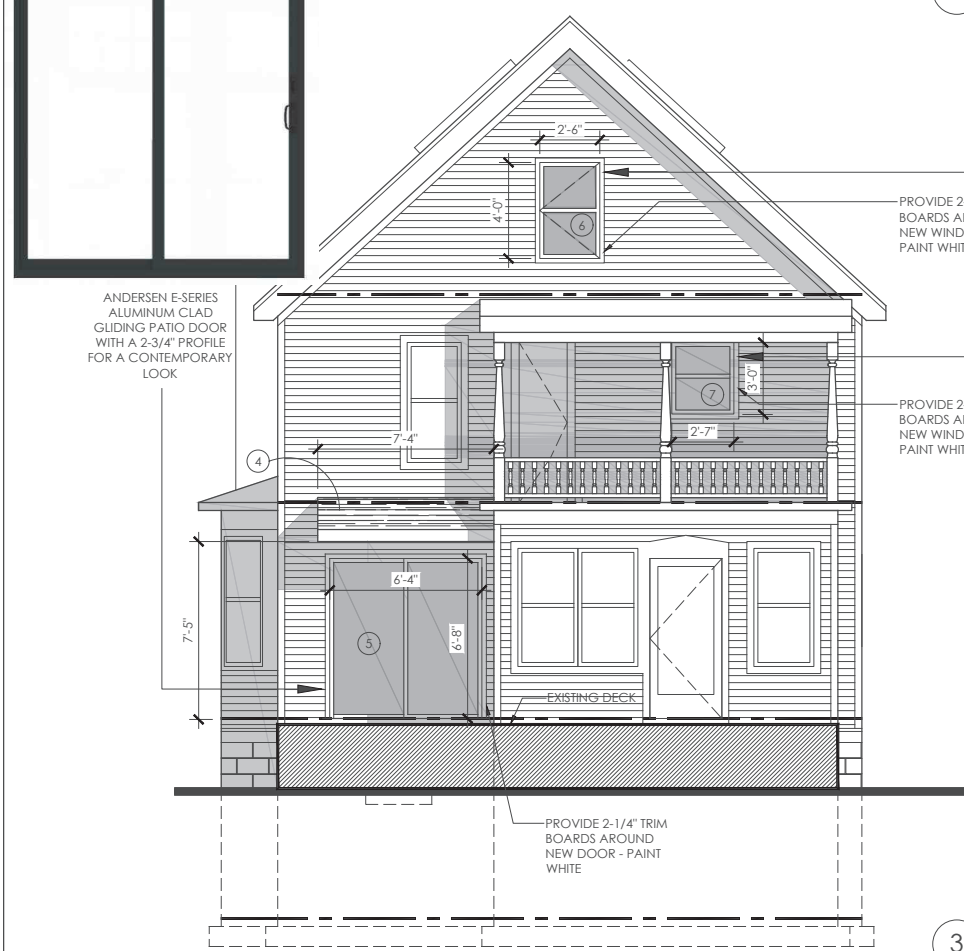 2'-6"
4'-0"
6
PROVIDE 2-
BOARDS A
NEW WIND
PAINT WHIT
ANDERSEN E-SERIES
ALUMINUM CLAD
GLIDING PATIO DOOR
WITH A 2-3/4" PROFILE
FOR A CONTEMPORARY
LOOK
3'-0"
7
2'-7"
PROVIDE 2
BOARDS A
NEW WIND
PAINT WHIT
7'-4"
4
6'-4"
7'-5"
5
6'-8"
EXISTING DECK
PROVIDE 2-1/4" TRIM
BOARDS AROUND
NEW DOOR - PAINT
WHITE
3